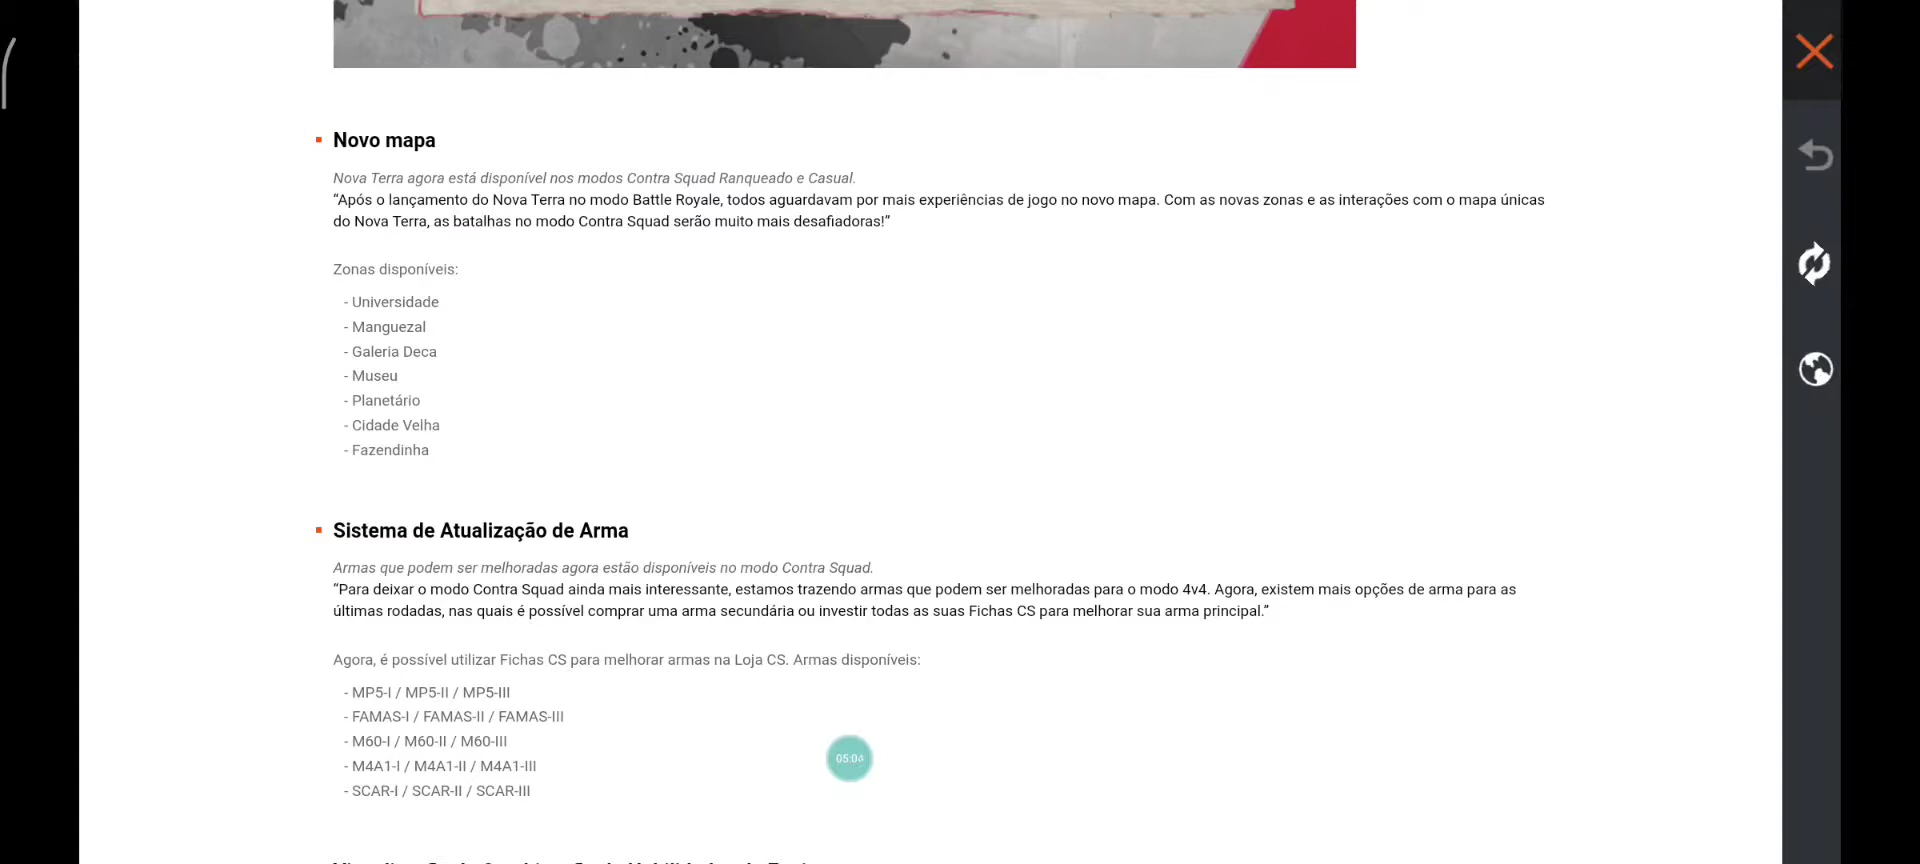 Novo mapa
Nova Terra agora está disponível nos modos Contra Squad Ranqueado e Casual.
“Após o lançamento do Nova Terra no modo Battle Royale, todos aguardavam por mais experiências de jogo no novo mapa. Com as novas zonas e as interações com o mapa únicas
do Nova Terra, as batalhas no modo Contra Squad serão muito mais desafiadoras!”
Zonas disponíveis:
- Universidade
- Manguezal
- Galeria Deca
- Museu
- Planetário
- Cidade Velha
- Fazendinha
Sistema de Atualização de Arma
Armas que podem ser melhoradas agora estão disponíveis no modo Contra Squad.
“Para deixar o modo Contra Squad ainda mais interessante, estamos trazendo armas que podem ser melhoradas para o modo 4v4. Agora, existem mais opções de arma para as
últimas rodadas, nas quais é possível comprar uma arma secundária ou investir todas as suas Fichas CS para melhorar sua arma principal.”
Agora, é possível utilizar Fichas CS para melhorar armas na Loja CS. Armas disponíveis:
- MP5-I / MP5-II / MP5-III
- FAMAS-I / FAMAS-II / FAMAS-III
- M60-I / M60-II / M60-III
- M4A1-I / M4A1-II / M4A1-III
- SCAR-I / SCAR-II / SCAR-III